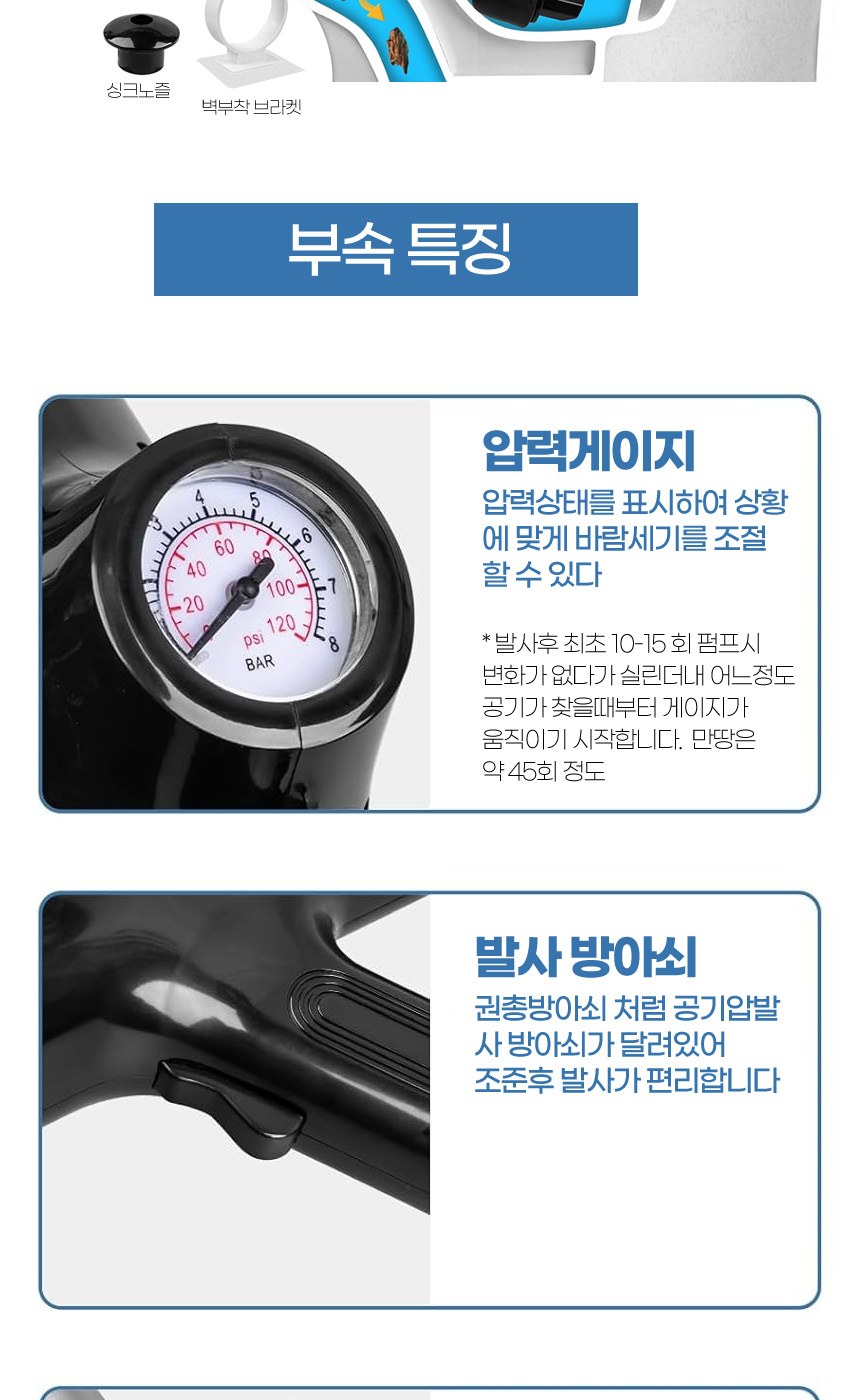 싱크노즐
벽부착 브라켓
부속 특징
압력게이지
압력상태를 표시하여 상황
에 맞게 바람세기를 조절
할 수 있다
* 발사후 최초 10-15 회 펌프시
변화가 없다가 실린더내 어느정도
공기가 찾을때부터 게이지가
움직이기 시작합니다. 만땅은
약 45회 정도
3
4
5
6
7
8
20
40
60
80
100
120
psi
BAR
발사 방아쇠
권총방아쇠 처럼 공기압발
사 방아쇠가 달려있어
조준후 발사가 편리합니다